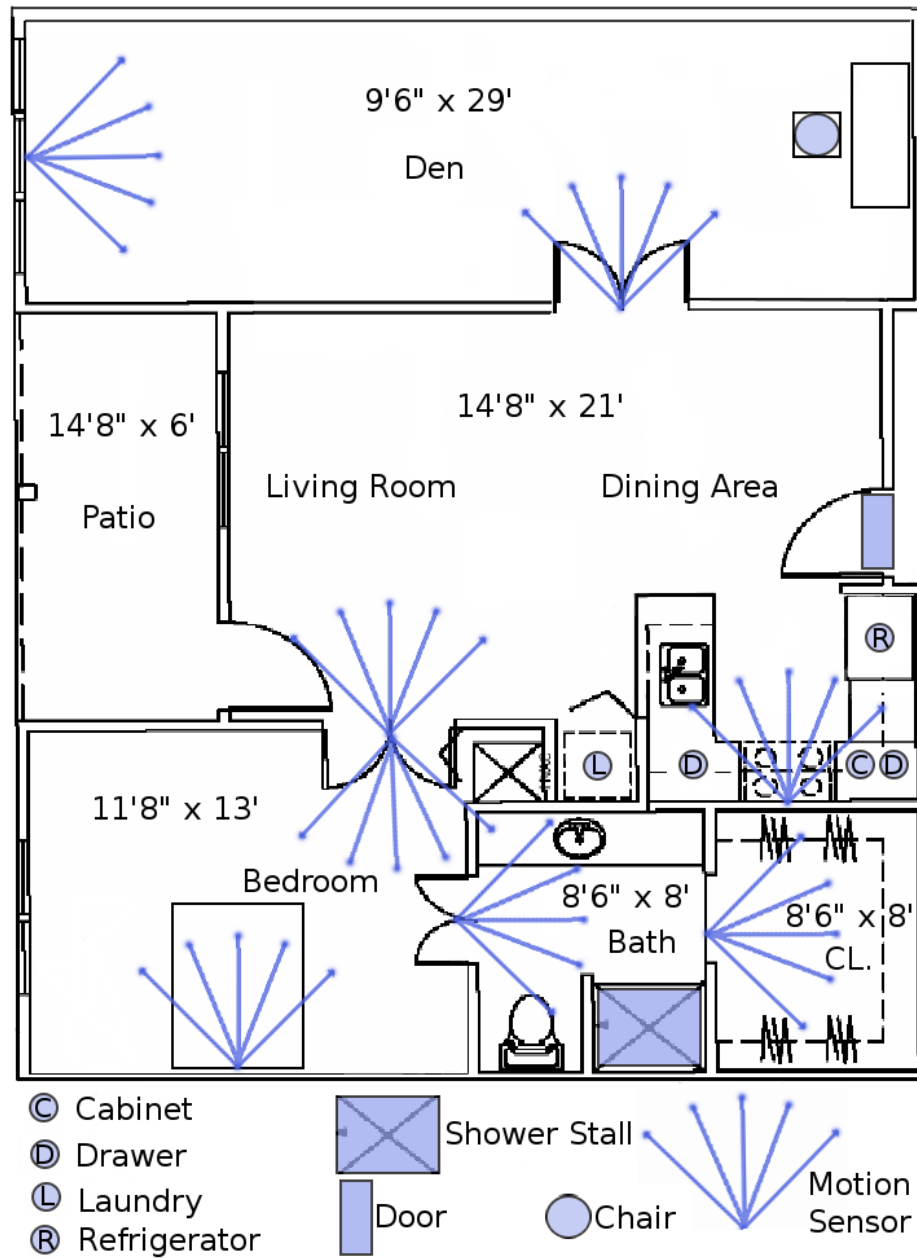 9'6" x 29'
Den
14'8" x 6'
Patio
14'8" x 21'
Living Room
Dining Area
R
L
D
C
D
11'8" x 13'
Bedroom
8'6" x 8'
Bath
8'6" x 8'
CL.
C Cabinet
D Drawer
L Laundry
R Refrigerator
Shower Stall
Door
Chair
Motion
Sensor